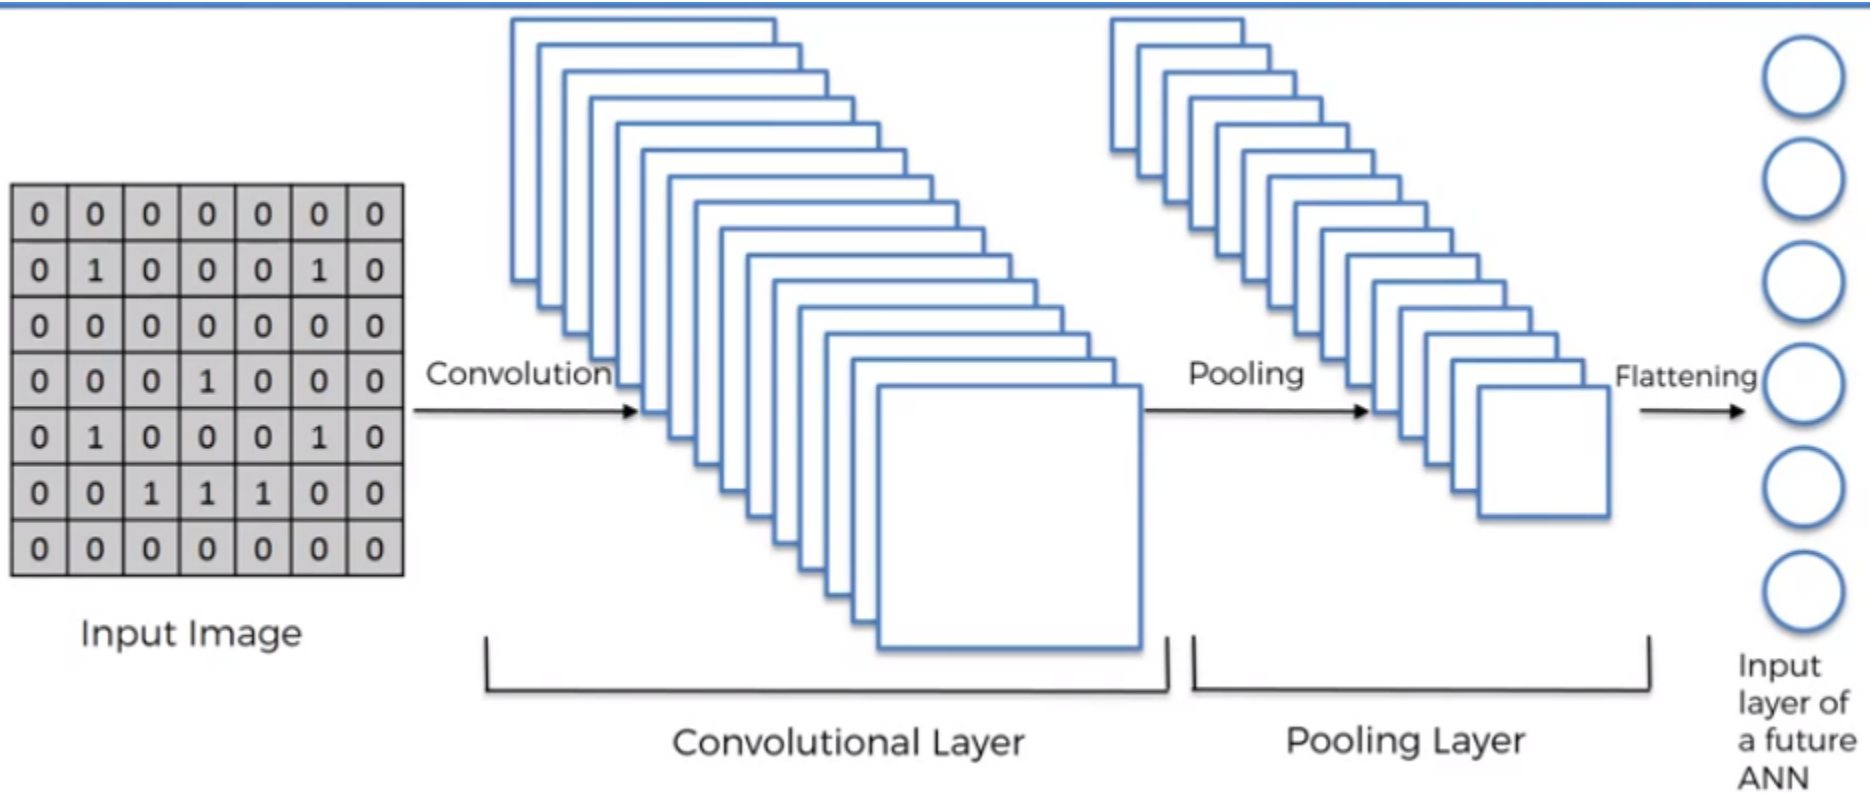 0 0 0 0 0 0 0
0 1 0 0 0 1 0
0 0 0 0 0 0 0
0 0 0 1 0 0 0
0 1 0 0 0 1 0
0 0 1 1 1 0 0
0 0 0 0 0 0 0
Input Image
Convolution
Convolutional Layer
Pooling
Pooling Layer
Flattening
Input
layer of
a future
ANN